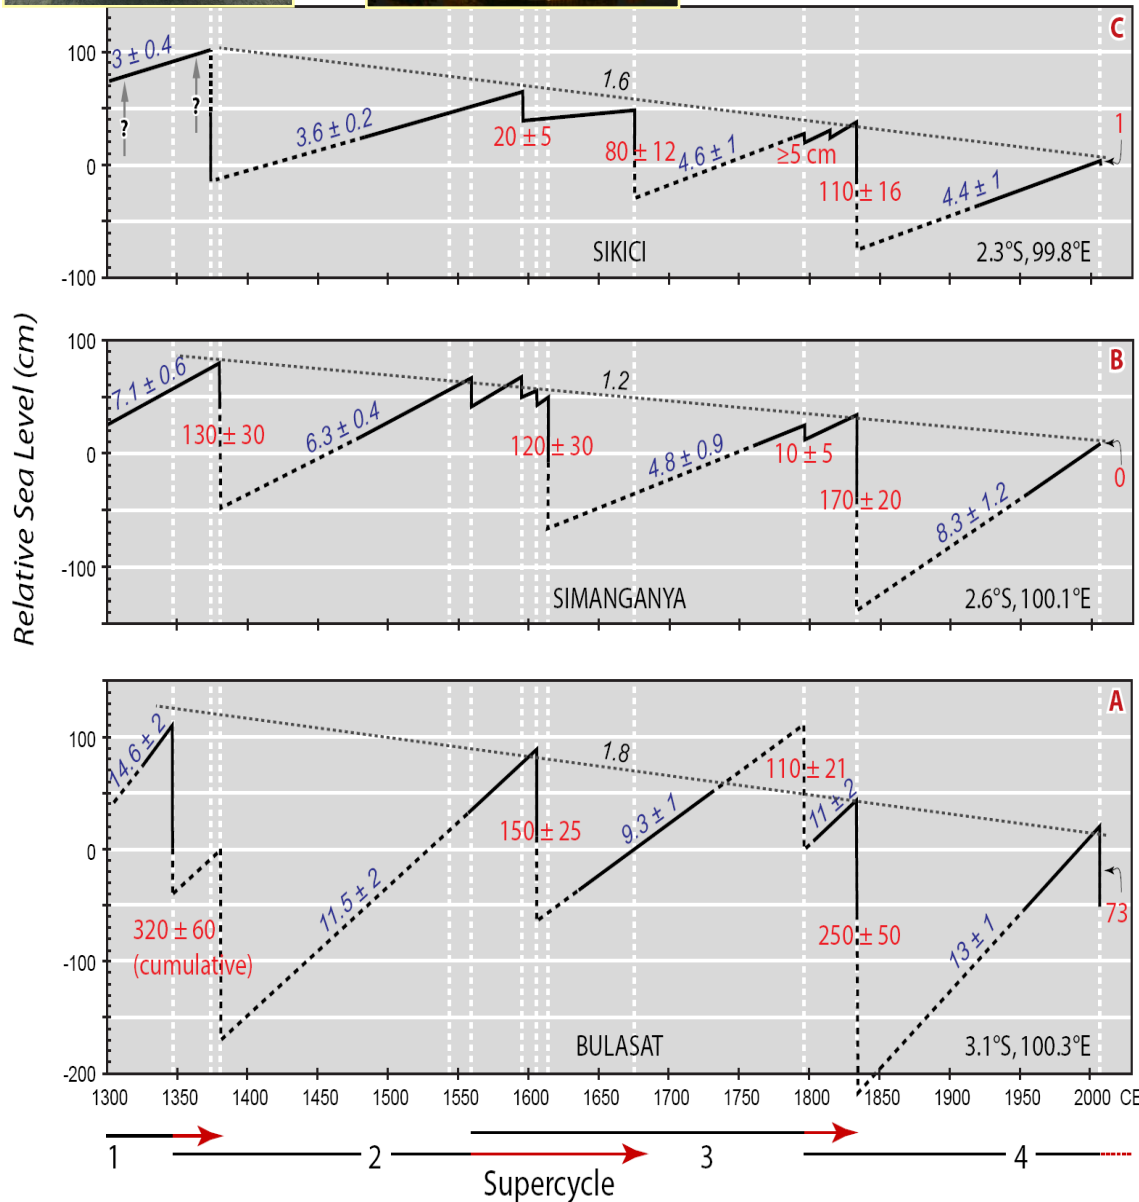 C
100
0
-100
3 ± 0.4
?
?
3.6 ± 0.2
1.6
20 ± 5
80 ± 12
4.6 ± 1
≥5 cm
110 ± 16
4.4 ± 1
1
SIKICI
2.3°S, 99.8°E
Relative Sea Level (cm)
B
100
0
-100
7.1 ± 0.6
130 ± 30
6.3 ± 0.4
1.2
120 ± 30
4.8 ± 0.9
10 ± 5
170 ± 20
8.3 ± 1.2
0
SIMANGANYA
2.6°S, 100.1°E
A
100
0
-100
-200
14.6 ± 2
320 ± 60
(cumulative)
11.5 ± 2
1.8
150 ± 25
9.3 ± 1
110 ± 21
11 ± 2
250 ± 50
13 ± 1
73
BULASAT
3.1°S, 100.3°E
1300 1350 1400 1450 1500 1550 1600 1650 1700 1750 1800 1850 1900 1950 2000 CE
1 2 3 4
Supercycle